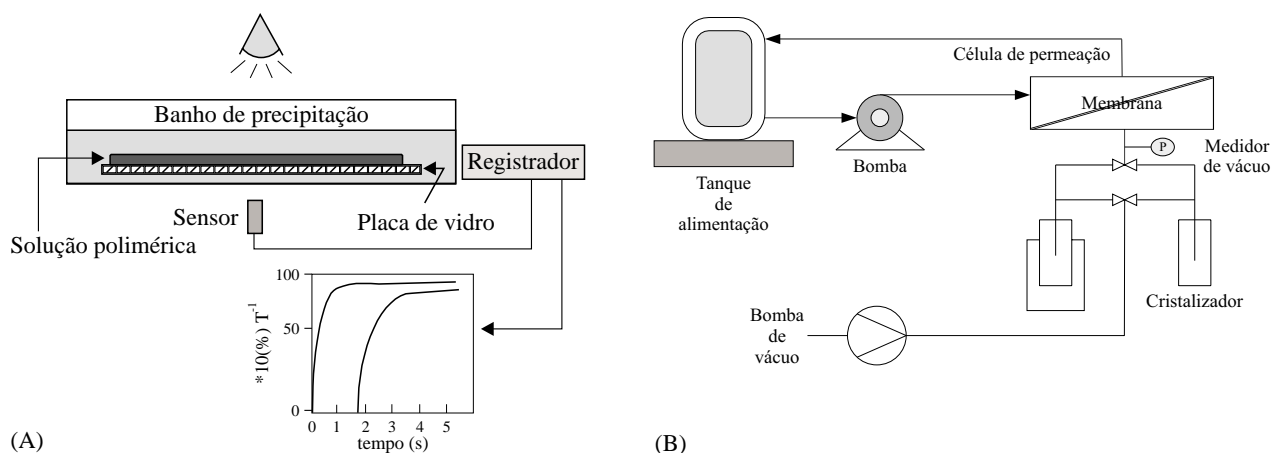 Banho de precipitação
Registrador
Sensor
Placa de vidro
Solução polimérica
100
50
0
*10(%) T⁻¹
0 1 2 3 4 5
tempo (s)
(A)
Célula de permeação
Membrana
Bomba
Tanque
de
alimentação
P
Medidor
de vácuo
Cristalizador
Bomba
de
vácuo
(B)